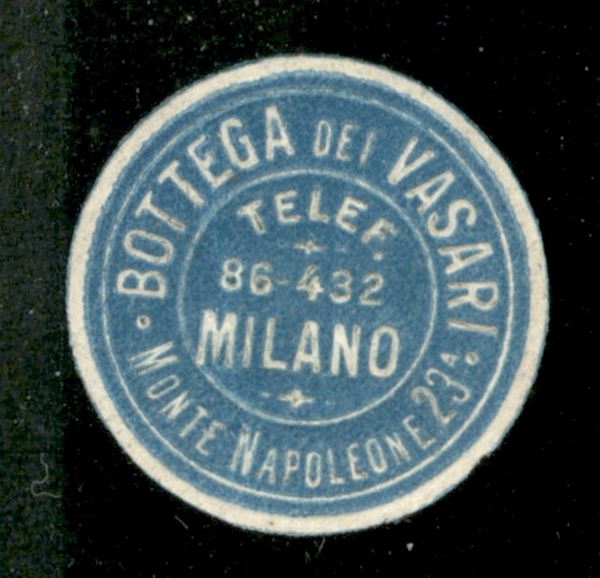 BOTTEGA DEI VASARI
TELEF.
86-432
MILANO
MONTE NAPOLEONE 23A.